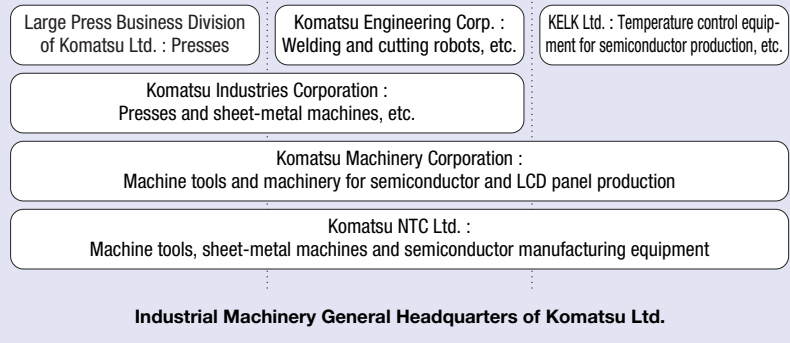 Large Press Business Division
of Komatsu Ltd. : Presses
Komatsu Engineering Corp. :
Welding and cutting robots, etc.
KELK Ltd. : Temperature control equip-
ment for semiconductor production, etc.
Komatsu Industries Corporation :
Presses and sheet-metal machines, etc.
Komatsu Machinery Corporation :
Machine tools and machinery for semiconductor and LCD panel production
Komatsu NTC Ltd. :
Machine tools, sheet-metal machines and semiconductor manufacturing equipment
Industrial Machinery General Headquarters of Komatsu Ltd.